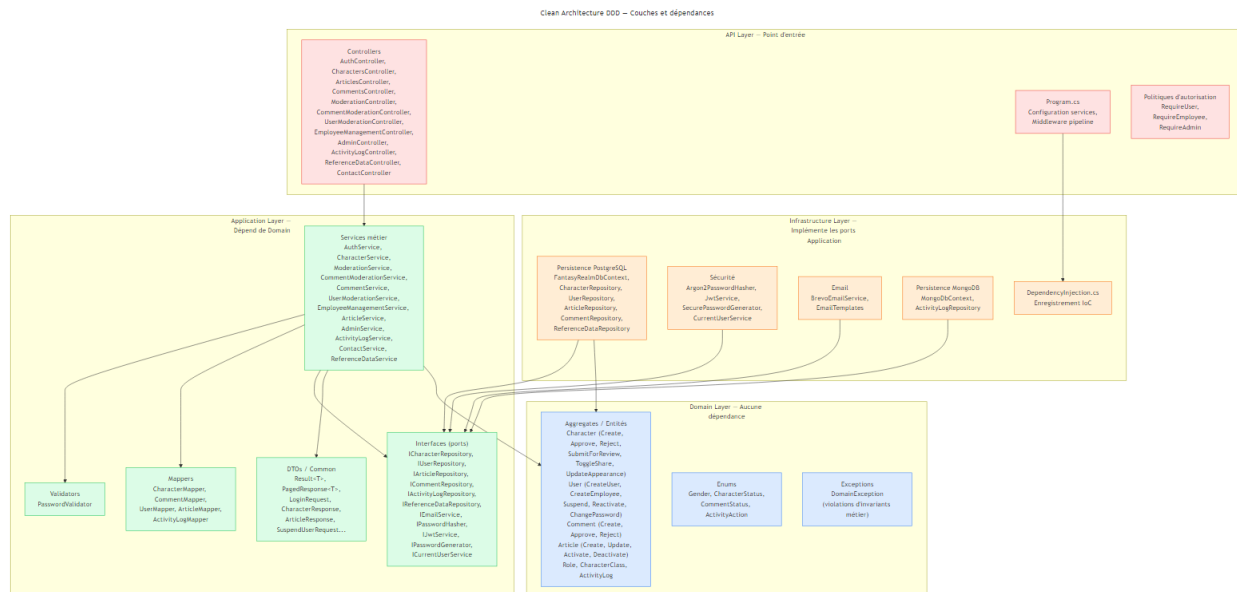 Clean Architecture DDD — Couches et dépendances
API Layer — Point d'entrée
Controllers
AuthController,
CharactersController,
ArticlesController,
CommentsController,
ModerationController,
CommentModerationController,
UserModerationController,
EmployeeManagementController,
AdminController,
ActivityLogController,
ReferenceDataController,
ContactController
Program.cs
Configuration services,
Middleware pipeline
Politiques d'autorisation
RequireUser,
RequireEmployee,
RequireAdmin
Application Layer —
Dépend de Domain
Services métier
AuthService,
CharacterService,
ModerationService,
CommentModerationService,
CommentService,
UserModerationService,
EmployeeManagementService,
ArticleService,
AdminService,
ActivityLogService,
ContactService,
ReferenceDataService
Validators
PasswordValidator
Mappers
CharacterMapper,
CommentMapper,
UserMapper, ArticleMapper,
ActivityLogMapper
DTOs / Common
Result<T>,
PagedResponse<T>,
LoginRequest,
CharacterResponse,
ArticleResponse,
SuspendUserRequest...
Interfaces (ports)
ICharacterRepository,
IUserRepository,
IArticleRepository,
ICommentRepository,
IActivityLogRepository,
IReferenceDataRepository,
IEmailService,
IPasswordHasher,
IJwtService,
IPasswordGenerator,
ICurrentUserService
Infrastructure Layer —
Implémente les ports
Application
Persistence PostgreSQL
FantasyRealmDbContext,
CharacterRepository,
UserRepository,
ArticleRepository,
CommentRepository,
ReferenceDataRepository
Sécurité
Argon2PasswordHasher,
JwtService,
SecurePasswordGenerator,
CurrentUserService
Email
BrevoEmailService,
EmailTemplates
Persistence MongoDB
MongoDbContext,
ActivityLogRepository
DependencyInjection.cs
Enregistrement IoC
Domain Layer — Aucune
dépendance
Aggregates / Entités
Character (Create,
Approve, Reject,
SubmitForReview,
ToggleShare,
UpdateAppearance)
User (CreateUser,
CreateEmployee,
Suspend, Reactivate,
ChangePassword)
Comment (Create,
Approve, Reject)
Article (Create, Update,
Activate, Deactivate)
Role, CharacterClass,
ActivityLog
Enums
Gender, CharacterStatus,
CommentStatus,
ActivityAction
Exceptions
DomainException
(violations d'invariants
métier)